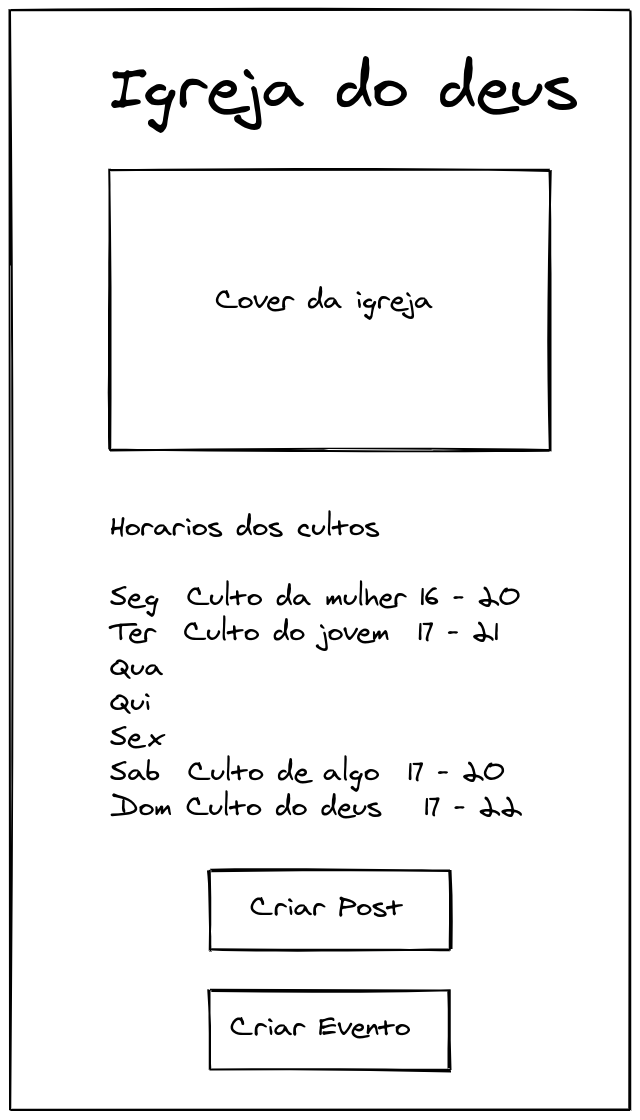 Igreja do deus
Cover da igreja
Horarios dos cultos
Seg Culto da mulher 16 - 20
Ter Culto do jovem 17 - 21
Qua
Qui
Sex
Sab Culto de algo 17 - 20
Dom Culto do deus 17 - 22
Criar Post
Criar Evento